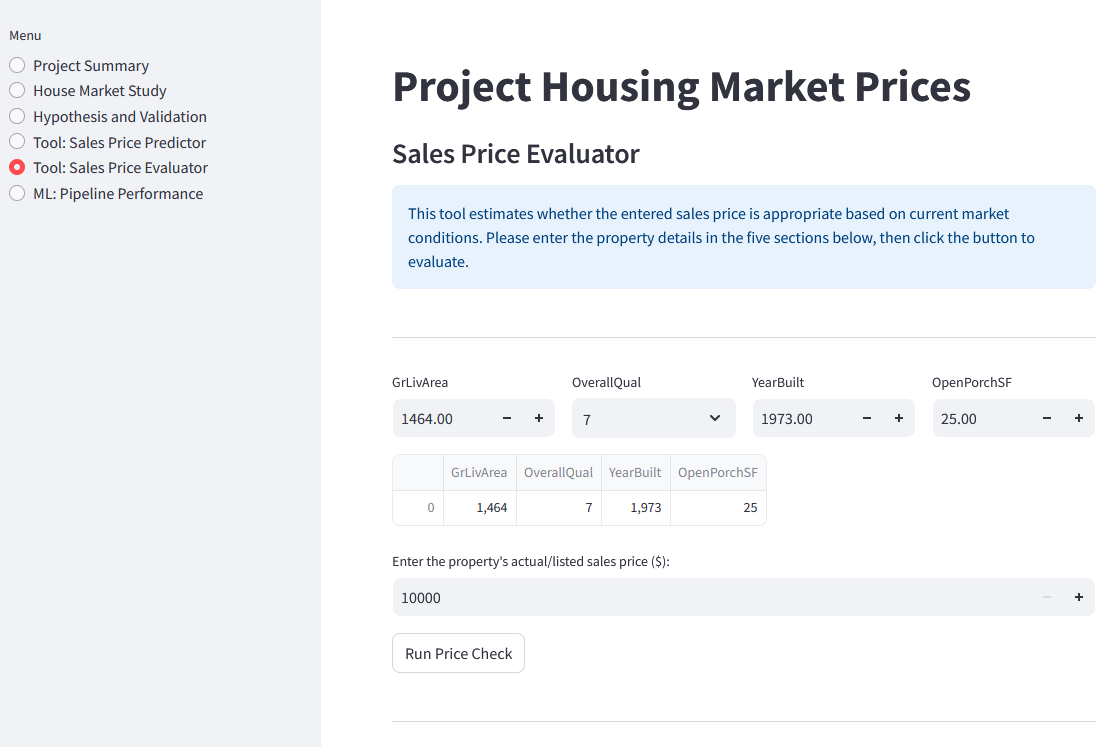 Menu
Project Summary
House Market Study
Hypothesis and Validation
Tool: Sales Price Predictor
Tool: Sales Price Evaluator
ML: Pipeline Performance
Project Housing Market Prices
Sales Price Evaluator
This tool estimates whether the entered sales price is appropriate based on current market
conditions. Please enter the property details in the five sections below, then click the button to
evaluate.
GrLivArea OverallQual YearBuilt OpenPorchSF
1464.00 − + 7 1973.00 − + 25.00 − +
GrLivArea OverallQual YearBuilt OpenPorchSF
0 1,464 7 1,973 25
Enter the property's actual/listed sales price ($):
10000 − +
Run Price Check